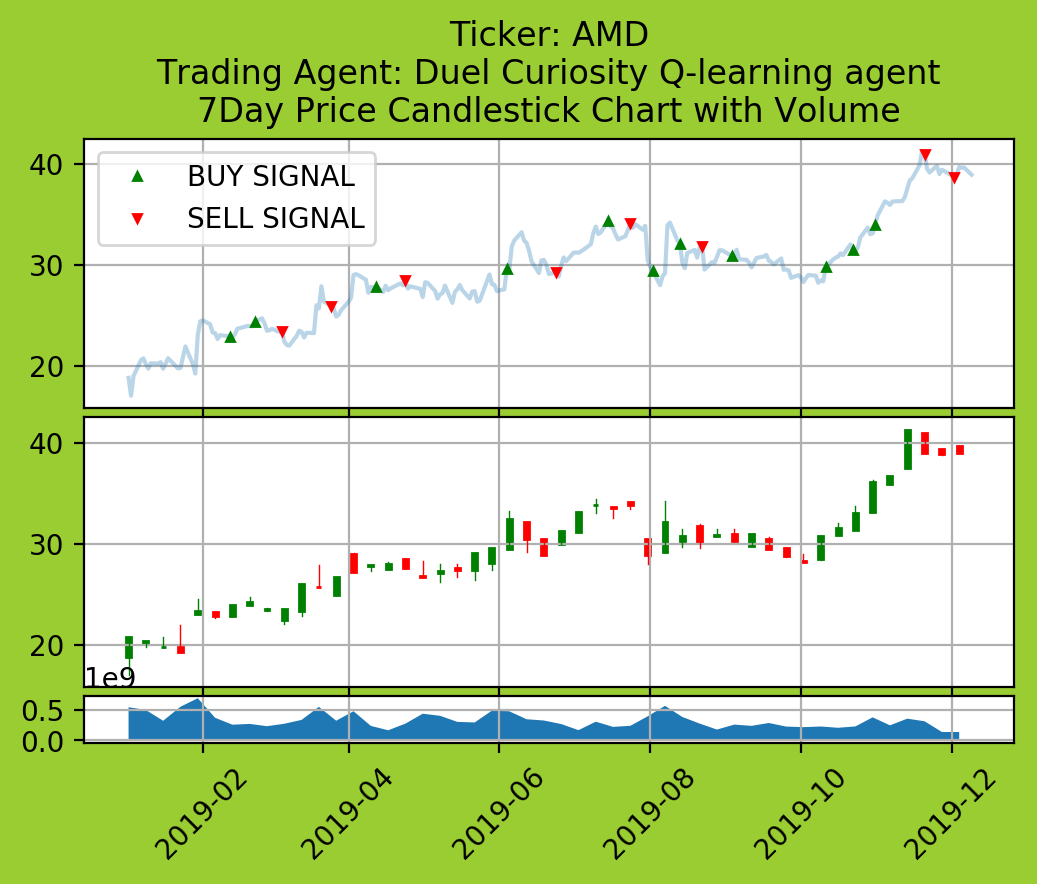 Ticker: AMD
Trading Agent: Duel Curiosity Q-learning agent
7Day Price Candlestick Chart with Volume
BUY SIGNAL
SELL SIGNAL
40
30
20
40
30
20
1e9
0.5
0.0
2019-02
2019-04
2019-06
2019-08
2019-10
2019-12